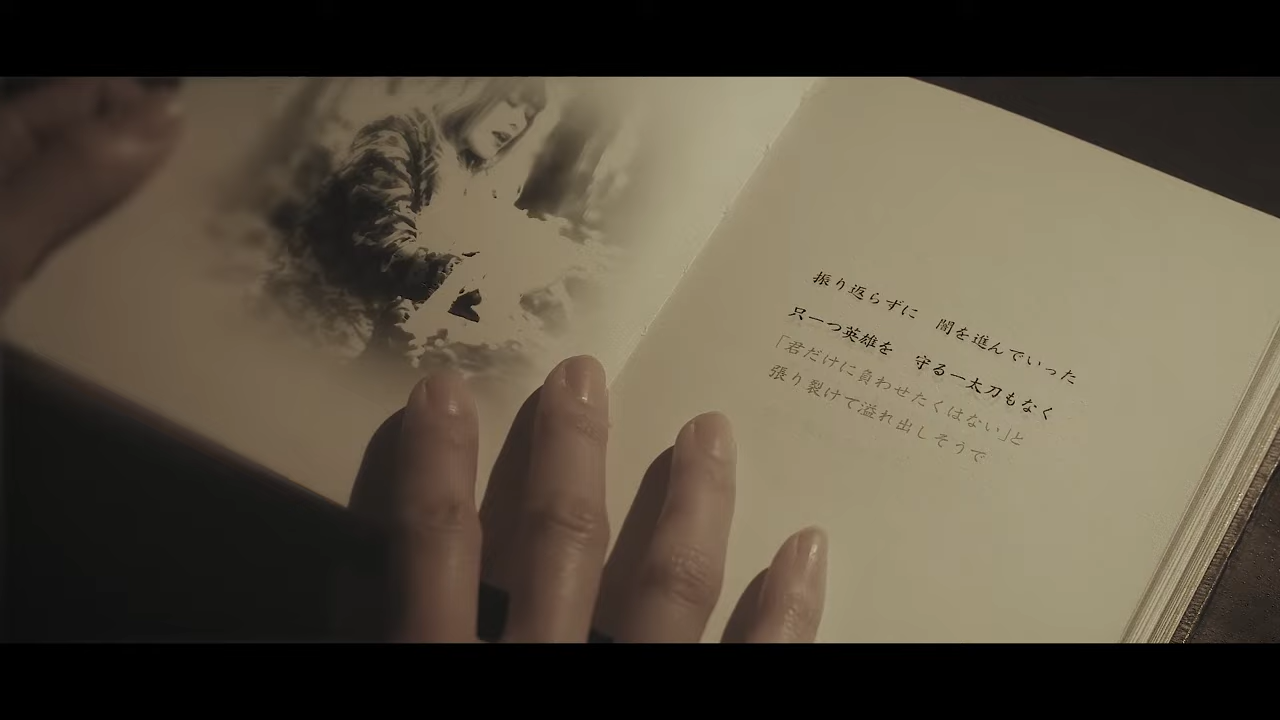 振り返らずに 闇を進んでいった
只一つ英雄を 守る一太刀もなく
「君だけに負わせたくはない」と
張り裂けて溢れ出しそうで